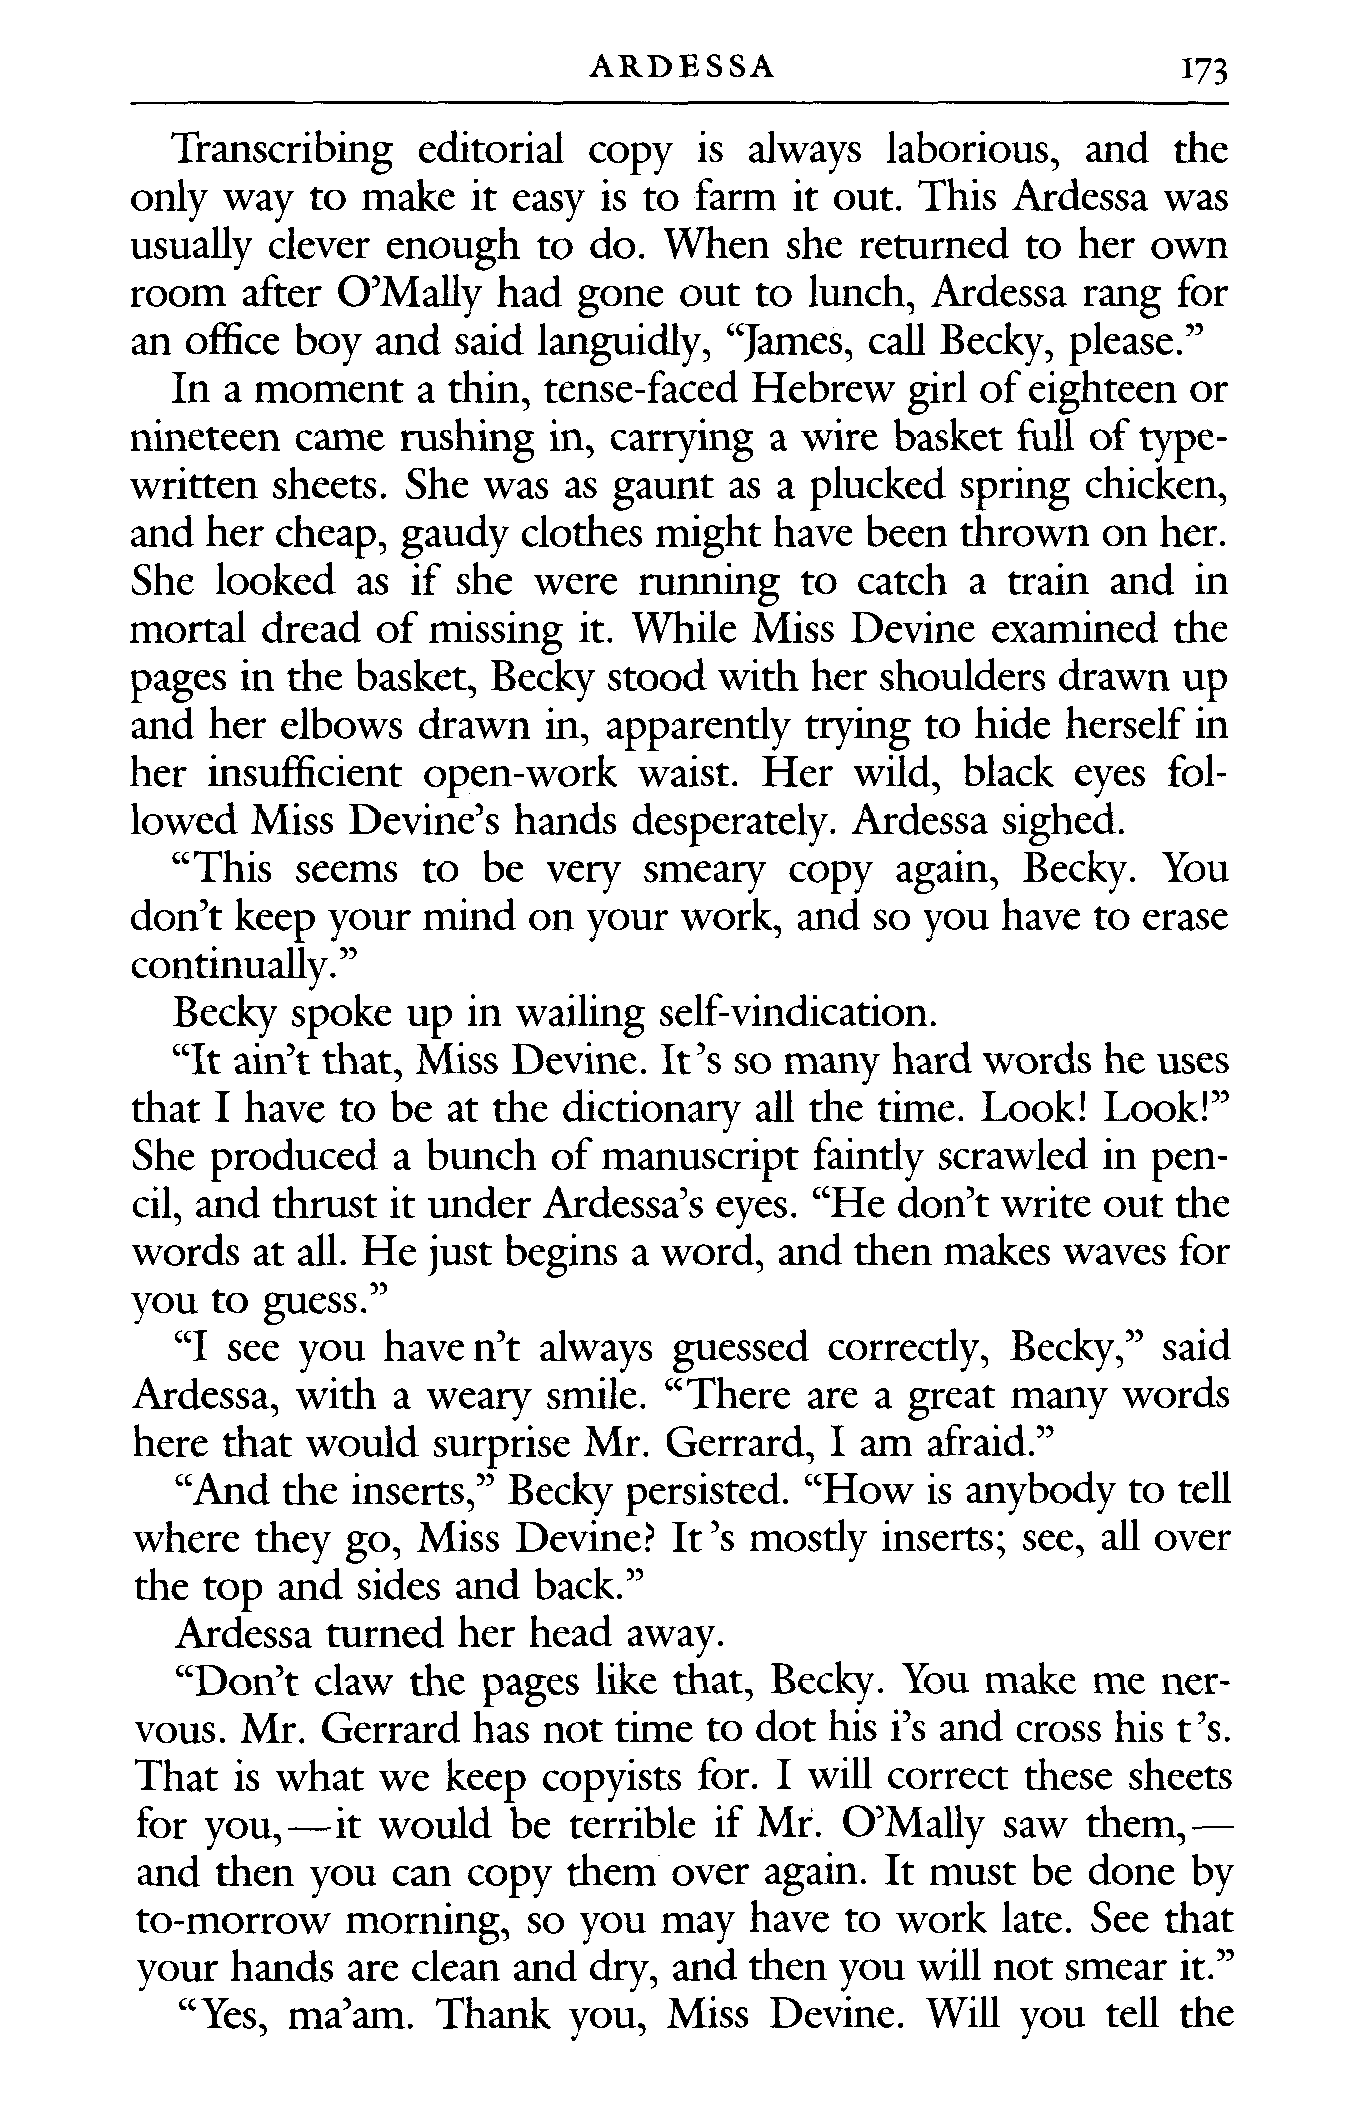 ARDESSA 173
Transcribing editorial copy is always laborious, and the
only way to make it easy is to farm it out. This Ardessa was
usually clever enough to do. When she returned to her own
room after O’Mally had gone out to lunch, Ardessa rang for
an office boy and said languidly, “James, call Becky, please.”
In a moment a thin, tense-faced Hebrew girl of eighteen or
nineteen came rushing in, carrying a wire basket full of type-
written sheets. She was as gaunt as a plucked spring chicken,
and her cheap, gaudy clothes might have been thrown on her.
She looked as if she were running to catch a train and in
mortal dread of missing it. While Miss Devine examined the
pages in the basket, Becky stood with her shoulders drawn up
and her elbows drawn in, apparently trying to hide herself in
her insufficient open-work waist. Her wild, black eyes fol-
lowed Miss Devine’s hands desperately. Ardessa sighed.
“This seems to be very smeary copy again, Becky. You
don’t keep your mind on your work, and so you have to erase
continually.”
Becky spoke up in wailing self-vindication.
“It ain’t that, Miss Devine. It ’s so many hard words he uses
that I have to be at the dictionary all the time. Look! Look!”
She produced a bunch of manuscript faintly scrawled in pen-
cil, and thrust it under Ardessa’s eyes. “He don’t write out the
words at all. He just begins a word, and then makes waves for
you to guess.”
“I see you have n’t always guessed correctly, Becky,” said
Ardessa, with a weary smile. “There are a great many words
here that would surprise Mr. Gerrard, I am afraid.”
“And the inserts,” Becky persisted. “How is anybody to tell
where they go, Miss Devine? It ’s mostly inserts; see, all over
the top and sides and back.”
Ardessa turned her head away.
“Don’t claw the pages like that, Becky. You make me ner-
vous. Mr. Gerrard has not time to dot his i’s and cross his t ’s.
That is what we keep copyists for. I will correct these sheets
for you,—it would be terrible if Mr. O’Mally saw them,—
and then you can copy them over again. It must be done by
to-morrow morning, so you may have to work late. See that
your hands are clean and dry, and then you will not smear it.”
“Yes, ma’am. Thank you, Miss Devine. Will you tell the